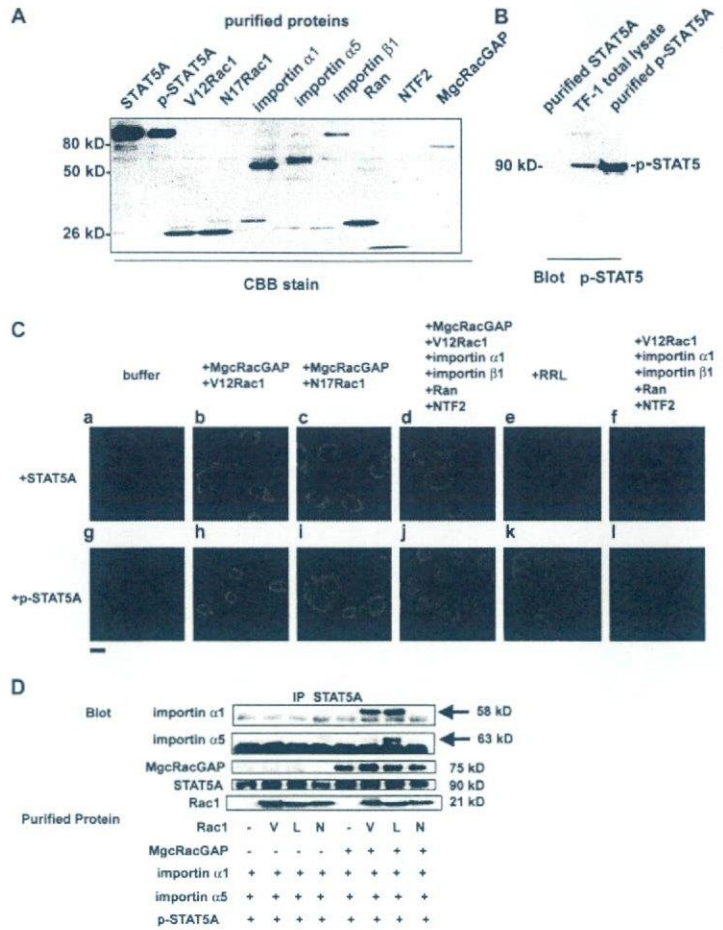 A
purified proteins
STAT5A
p-STAT5A
V12Rac1
N17Rac1
importin α1
importin α5
importin β1
Ran
NTF2
MgcRacGAP
80 kD-
50 kD-
26 kD-
CBB stain
B
purified STAT5A
TF-1 total lysate
purified p-STAT5A
90 kD-
-p-STAT5
Blot p-STAT5
C
buffer
+MgcRacGAP
+V12Rac1
+MgcRacGAP
+N17Rac1
+MgcRacGAP
+V12Rac1
+importin α1
+importin β1
+Ran
+NTF2
+RRL
+V12Rac1
+importin α1
+importin β1
+Ran
+NTF2
a b c d e f
+STAT5A
g h i j k l
+p-STAT5A
D
IP STAT5A
Blot importin α1 58 kD
importin α5 63 kD
MgcRacGAP 75 kD
STAT5A 90 kD
Rac1 21 kD
Purified Protein
Rac1 - V L N - V L N
MgcRacGAP - - - - + + + +
importin α1 + + + + + + + +
importin α5 + + + + + + + +
p-STAT5A + + + + + + + +